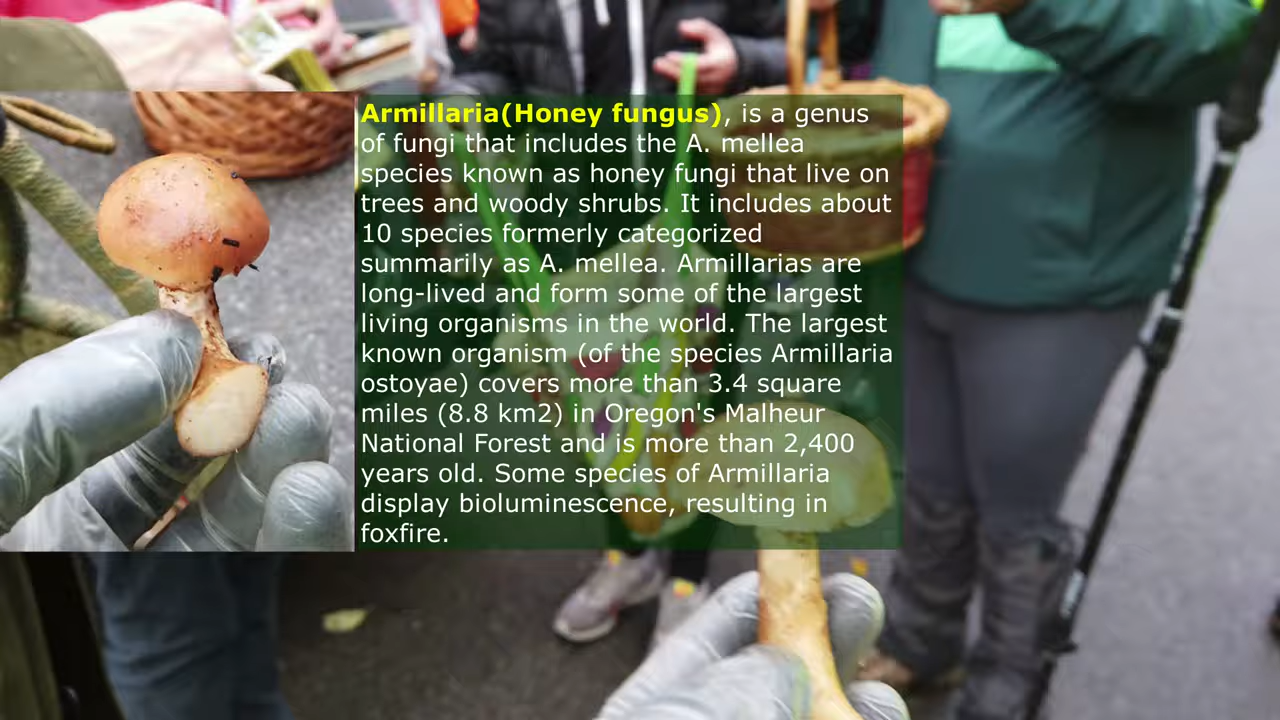 Armillaria(Honey fungus), is a genus
of fungi that includes the A. mellea
species known as honey fungi that live on
trees and woody shrubs. It includes about
10 species formerly categorized
summarily as A. mellea. Armillarias are
long-lived and form some of the largest
living organisms in the world. The largest
known organism (of the species Armillaria
ostoyae) covers more than 3.4 square
miles (8.8 km2) in Oregon's Malheur
National Forest and is more than 2,400
years old. Some species of Armillaria
display bioluminescence, resulting in
foxfire.